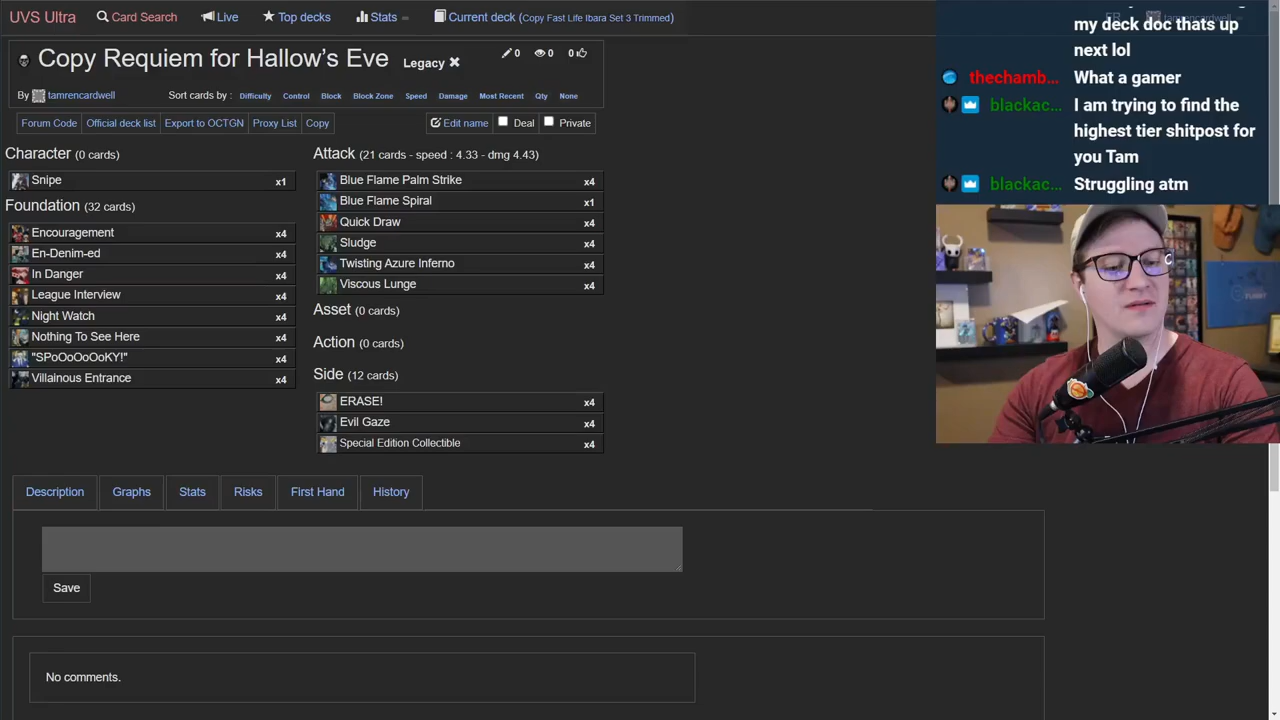 UVS Ultra Card Search Live Top decks Stats Current deck (Copy Fast Life Ibara Set 3 Trimmed) tamrencardwell
Copy Requiem for Hallow's Eve Legacy ✖ 0 0 0
By tamrencardwell Sort cards by : Difficulty Control Block Block Zone Speed Damage Most Recent Qty None
Forum Code Official deck list Export to OCTGN Proxy List Copy Edit name Deal Private
Character (0 cards)
Snipe x1
Foundation (32 cards)
Encouragement x4
En-Denim-ed x4
In Danger x4
League Interview x4
Night Watch x4
Nothing To See Here x4
"SPoOoOoOoKY!" x4
Villainous Entrance x4
Attack (21 cards - speed : 4.33 - dmg 4.43)
Blue Flame Palm Strike x4
Blue Flame Spiral x1
Quick Draw x4
Sludge x4
Twisting Azure Inferno x4
Viscous Lunge x4
Asset (0 cards)
Action (0 cards)
Side (12 cards)
ERASE! x4
Evil Gaze x4
Special Edition Collectible x4
Description Graphs Stats Risks First Hand History
Save
No comments.
my deck doc thats up
next lol
thechamb... What a gamer
blackac... I am trying to find the
highest tier shitpost for
you Tam
blackac... Struggling atm